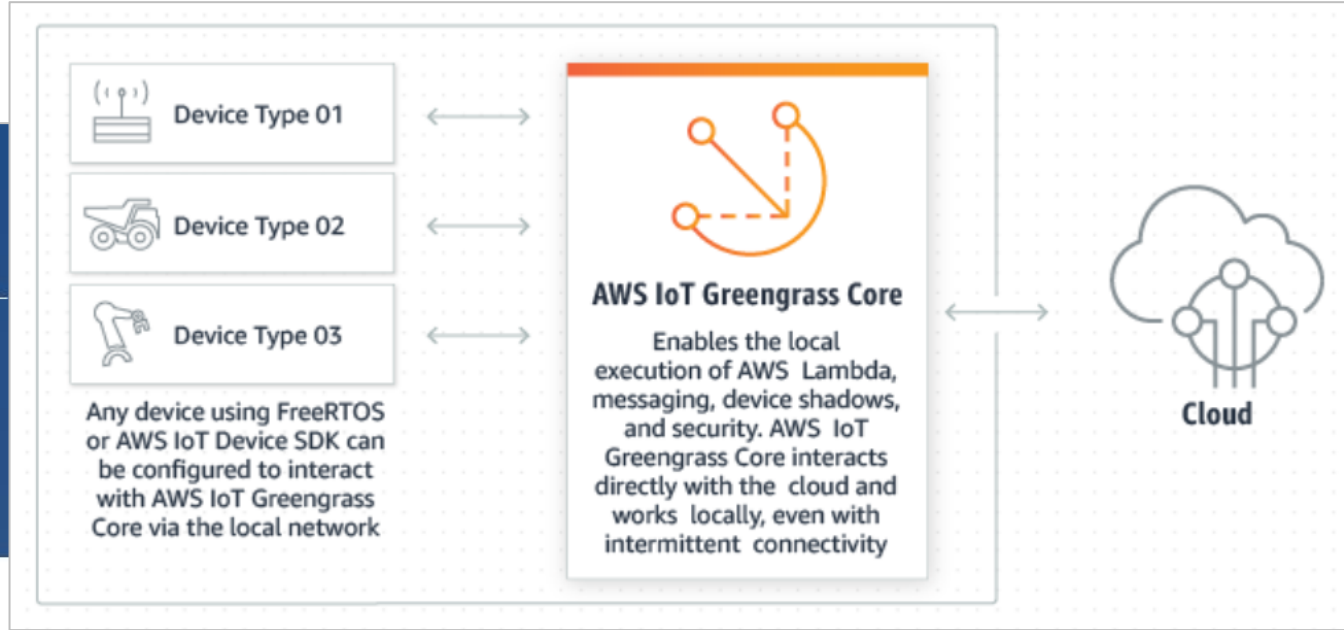 Device Type 01
Device Type 02
Device Type 03
Any device using FreeRTOS
or AWS IoT Device SDK can
be configured to interact
with AWS IoT Greengrass
Core via the local network
AWS IoT Greengrass Core
Enables the local
execution of AWS Lambda,
messaging, device shadows,
and security. AWS IoT
Greengrass Core interacts
directly with the cloud and
works locally, even with
intermittent connectivity
Cloud